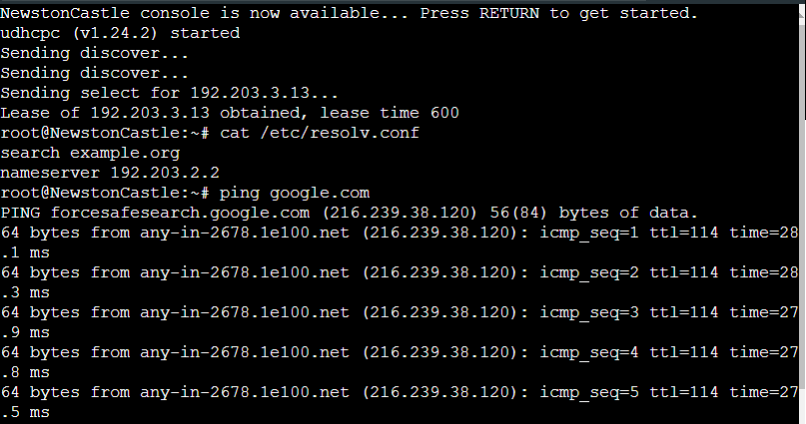 NewstonCastle console is now available... Press RETURN to get started.
udhcpc (v1.24.2) started
Sending discover...
Sending discover...
Sending select for 192.203.3.13...
Lease of 192.203.3.13 obtained, lease time 600
root@NewstonCastle:~# cat /etc/resolv.conf
search example.org
nameserver 192.203.2.2
root@NewstonCastle:~# ping google.com
PING forcesafesearch.google.com (216.239.38.120) 56(84) bytes of data.
64 bytes from any-in-2678.1e100.net (216.239.38.120): icmp_seq=1 ttl=114 time=28
.1 ms
64 bytes from any-in-2678.1e100.net (216.239.38.120): icmp_seq=2 ttl=114 time=28
.3 ms
64 bytes from any-in-2678.1e100.net (216.239.38.120): icmp_seq=3 ttl=114 time=27
.9 ms
64 bytes from any-in-2678.1e100.net (216.239.38.120): icmp_seq=4 ttl=114 time=27
.8 ms
64 bytes from any-in-2678.1e100.net (216.239.38.120): icmp_seq=5 ttl=114 time=27
.5 ms